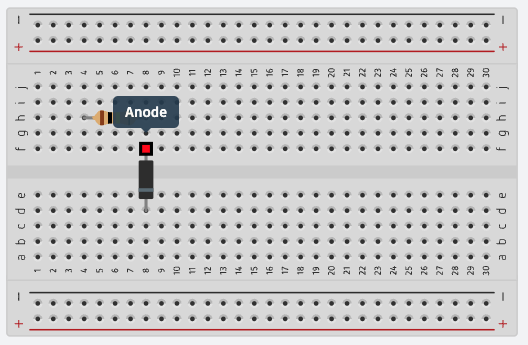 − −
+ +
1 2 3 4 5 6 7 8 9 10 11 12 13 14 15 16 17 18 19 20 21 22 23 24 25 26 27 28 29 30
j j
i i
Anode
h h
g g
f f
e e
d d
c c
b b
a a
1 2 3 4 5 6 7 8 9 10 11 12 13 14 15 16 17 18 19 20 21 22 23 24 25 26 27 28 29 30
− −
+ +